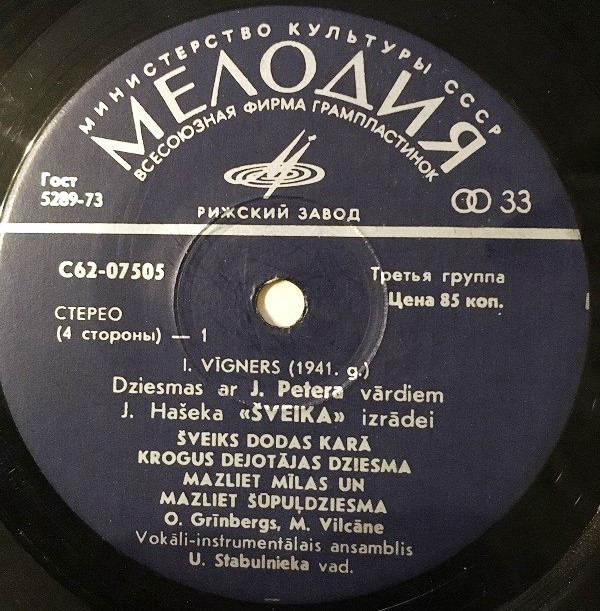 МИНИСТЕРСТВО КУЛЬТУРЫ СССР
МЕЛОДИЯ
ВСЕСОЮЗНАЯ ФИРМА ГРАМПЛАСТИНОК
Гост
5289-73
33
РИЖСКИЙ ЗАВОД
С62-07505
Третья группа
Цена 85 коп.
СТЕРЕО
(4 стороны) — 1
I. VĪGNERS (1941. g.)
Dziesmas ar J. Petera vārdiem
J. Hašeka «ŠVEIKA» izrādei
ŠVEIKS DODAS KARĀ
KROGUS DEJOTĀJAS DZIESMA
MAZLIET MĪLAS UN
MAZLIET ŠŪPUĻDZIESMA
O. Grīnbergs, M. Vilcāne
Vokāli-instrumentālais ansamblis
U. Stabulnieka vad.